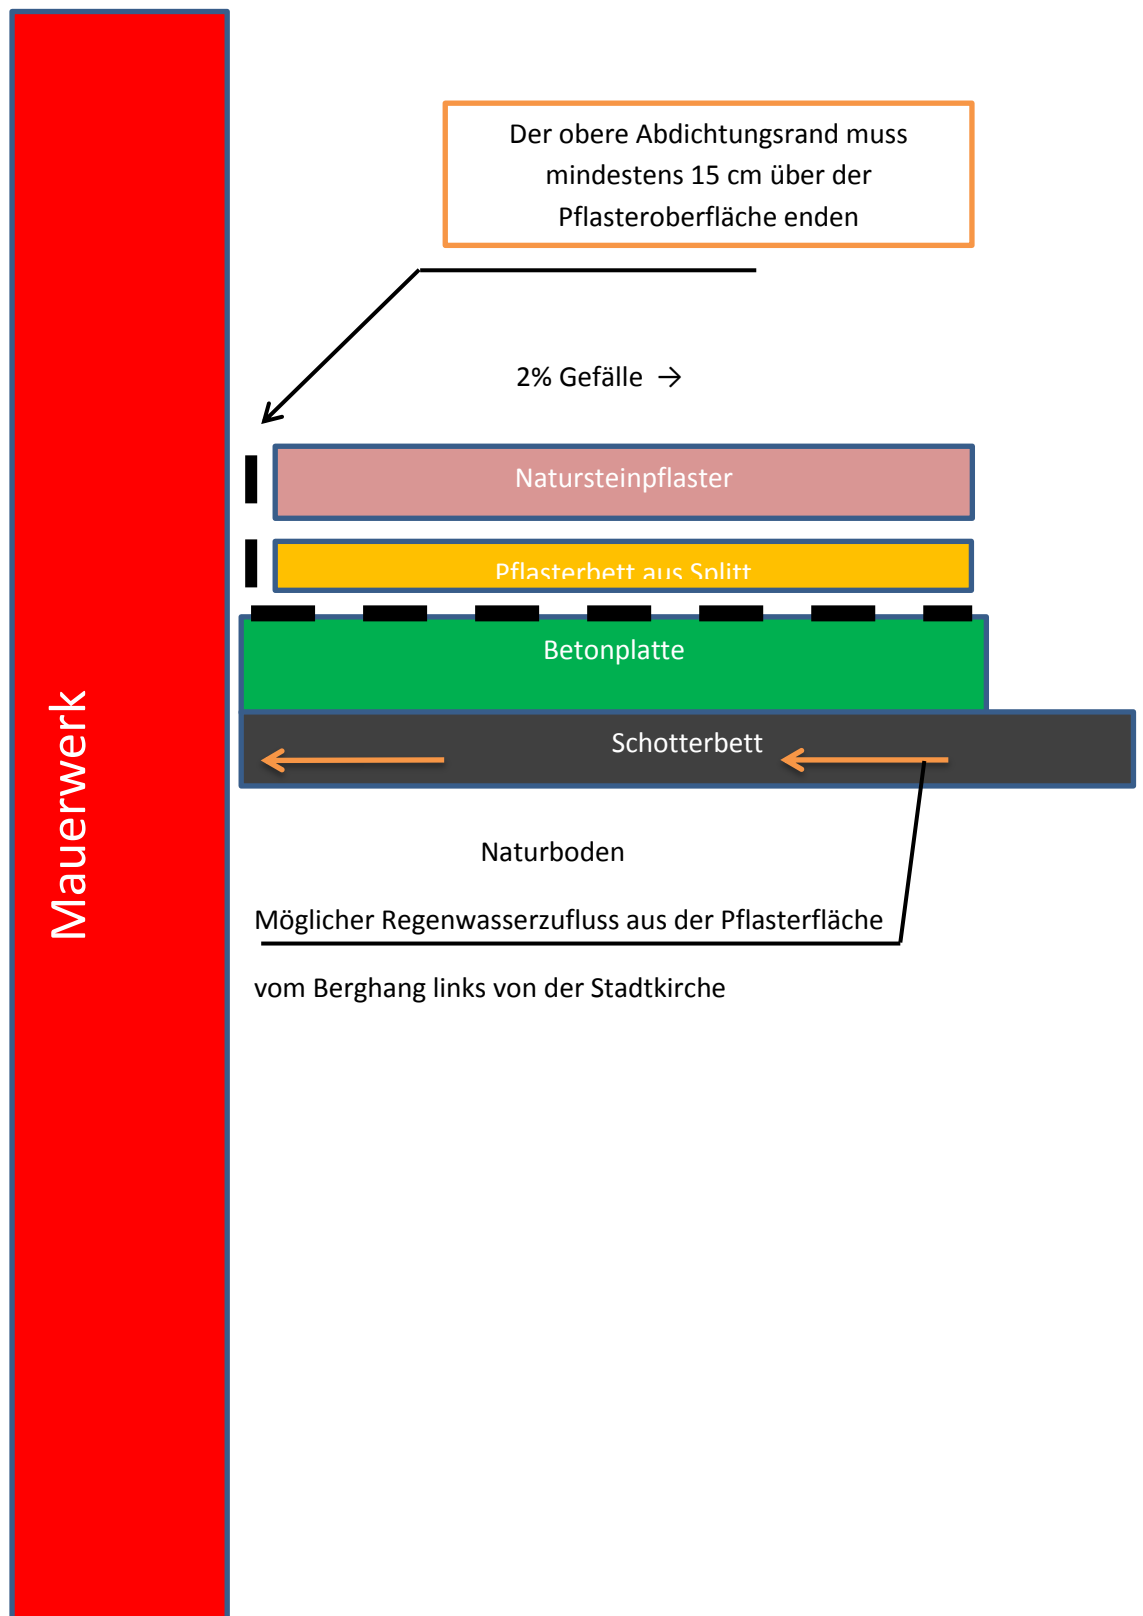 Der obere Abdichtungsrand muss
mindestens 15 cm über der
Pflasteroberfläche enden
2% Gefälle →
Natursteinpflaster
Pflasterbett aus Splitt
Betonplatte
Schotterbett
Mauerwerk
Naturboden
Möglicher Regenwasserzufluss aus der Pflasterfläche
vom Berghang links von der Stadtkirche